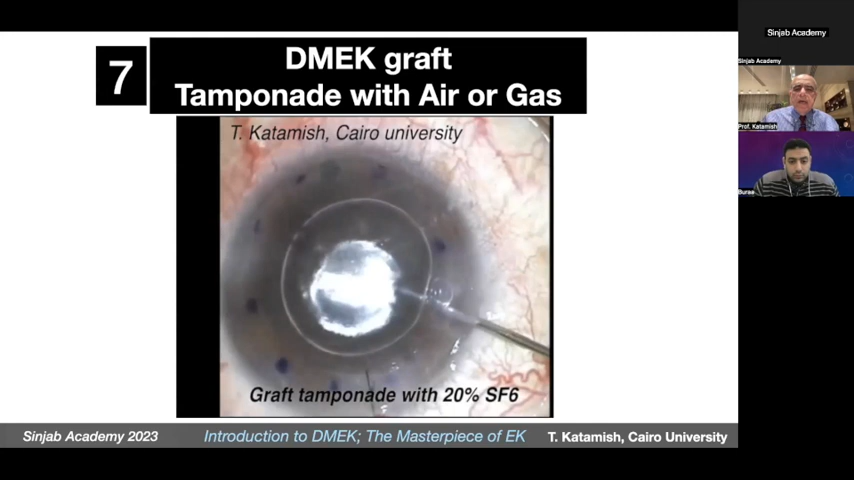 7
DMEK graft
Tamponade with Air or Gas
T. Katamish, Cairo university
Graft tamponade with 20% SF6
Sinjab Academy 2023
Introduction to DMEK; The Masterpiece of EK
T. Katamish, Cairo University
Sinjab Academy
Sinjab Academy
Prof. Katamish